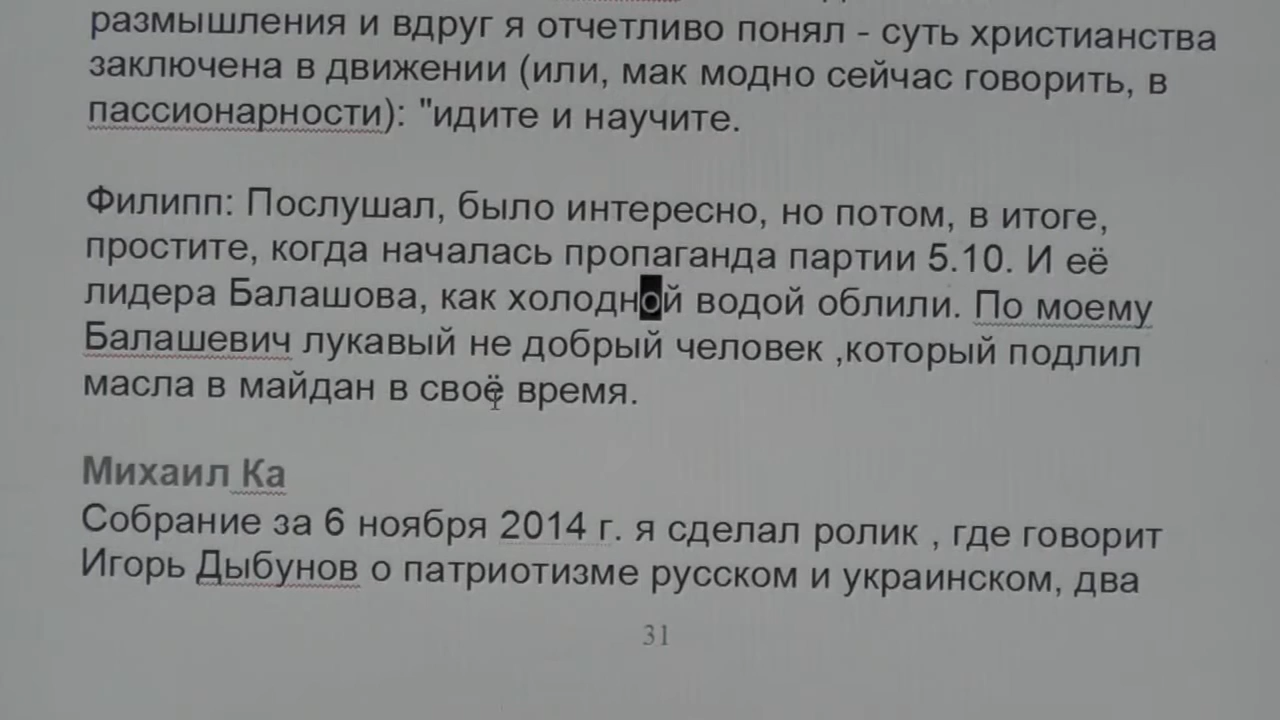 размышления и вдруг я отчетливо понял - суть христианства
заключена в движении (или, мак модно сейчас говорить, в
пассионарности): "идите и научите.
Филипп: Послушал, было интересно, но потом, в итоге,
простите, когда началась пропаганда партии 5.10. И её
лидера Балашова, как холодной водой облили. По моему
Балашевич лукавый не добрый человек ,который подлил
масла в майдан в своё время.
Михаил Ка
Собрание за 6 ноября 2014 г. я сделал ролик , где говорит
Игорь Дыбунов о патриотизме русском и украинском, два
31